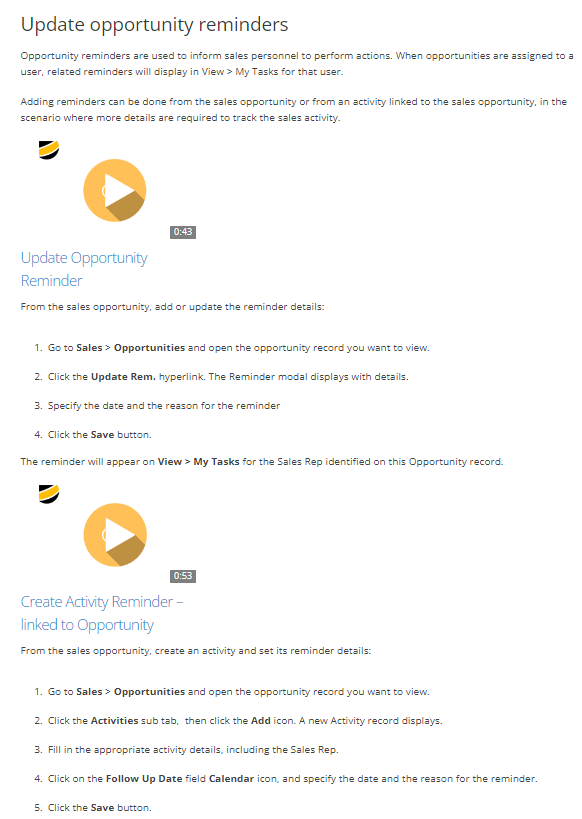 Update opportunity reminders
Opportunity reminders are used to inform sales personnel to perform actions. When opportunities are assigned to a
user, related reminders will display in View > My Tasks for that user.
Adding reminders can be done from the sales opportunity or from an activity linked to the sales opportunity, in the
scenario where more details are required to track the sales activity.
0:43
Update Opportunity
Reminder
From the sales opportunity, add or update the reminder details:
1. Go to Sales > Opportunities and open the opportunity record you want to view.
2. Click the Update Rem. hyperlink. The Reminder modal displays with details.
3. Specify the date and the reason for the reminder
4. Click the Save button.
The reminder will appear on View > My Tasks for the Sales Rep identified on this Opportunity record.
0:53
Create Activity Reminder –
linked to Opportunity
From the sales opportunity, create an activity and set its reminder details:
1. Go to Sales > Opportunities and open the opportunity record you want to view.
2. Click the Activities sub tab, then click the Add icon. A new Activity record displays.
3. Fill in the appropriate activity details, including the Sales Rep.
4. Click on the Follow Up Date field Calendar icon, and specify the date and the reason for the reminder.
5. Click the Save button.